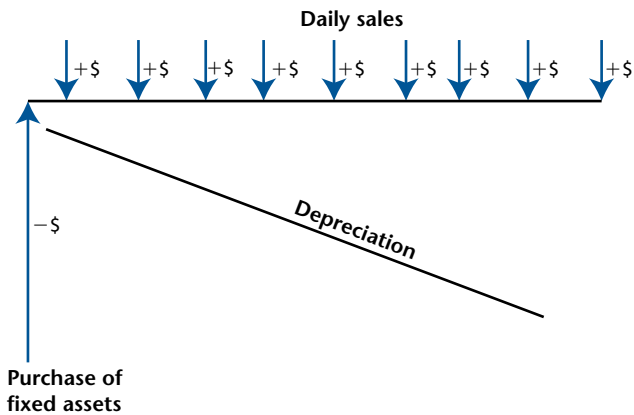 Daily sales
+$ +$ +$ +$ +$ +$ +$ +$ +$
Depreciation
−$
Purchase of
fixed assets